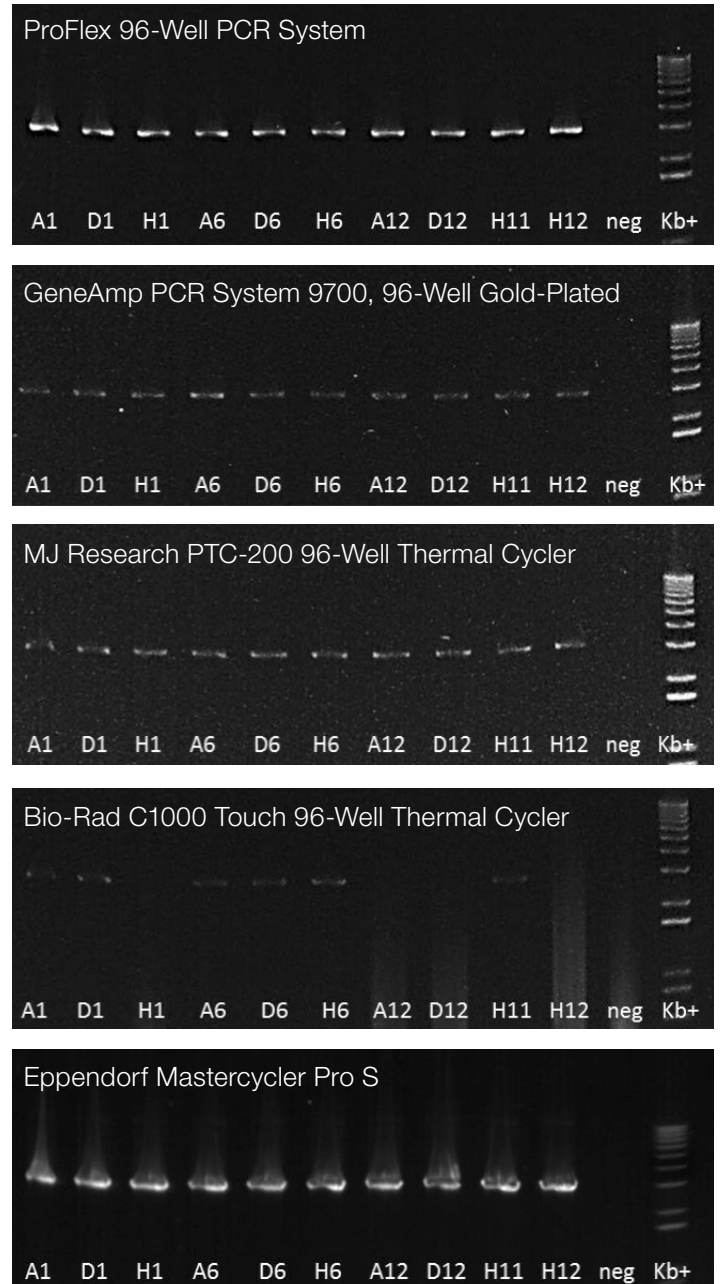 ProFlex 96-Well PCR System
A1 D1 H1 A6 D6 H6 A12 D12 H11 H12 neg Kb+
GeneAmp PCR System 9700, 96-Well Gold-Plated
A1 D1 H1 A6 D6 H6 A12 D12 H11 H12 neg Kb+
MJ Research PTC-200 96-Well Thermal Cycler
A1 D1 H1 A6 D6 H6 A12 D12 H11 H12 neg Kb+
Bio-Rad C1000 Touch 96-Well Thermal Cycler
A1 D1 H1 A6 D6 H6 A12 D12 H11 H12 neg Kb+
Eppendorf Mastercycler Pro S
A1 D1 H1 A6 D6 H6 A12 D12 H11 H12 neg Kb+